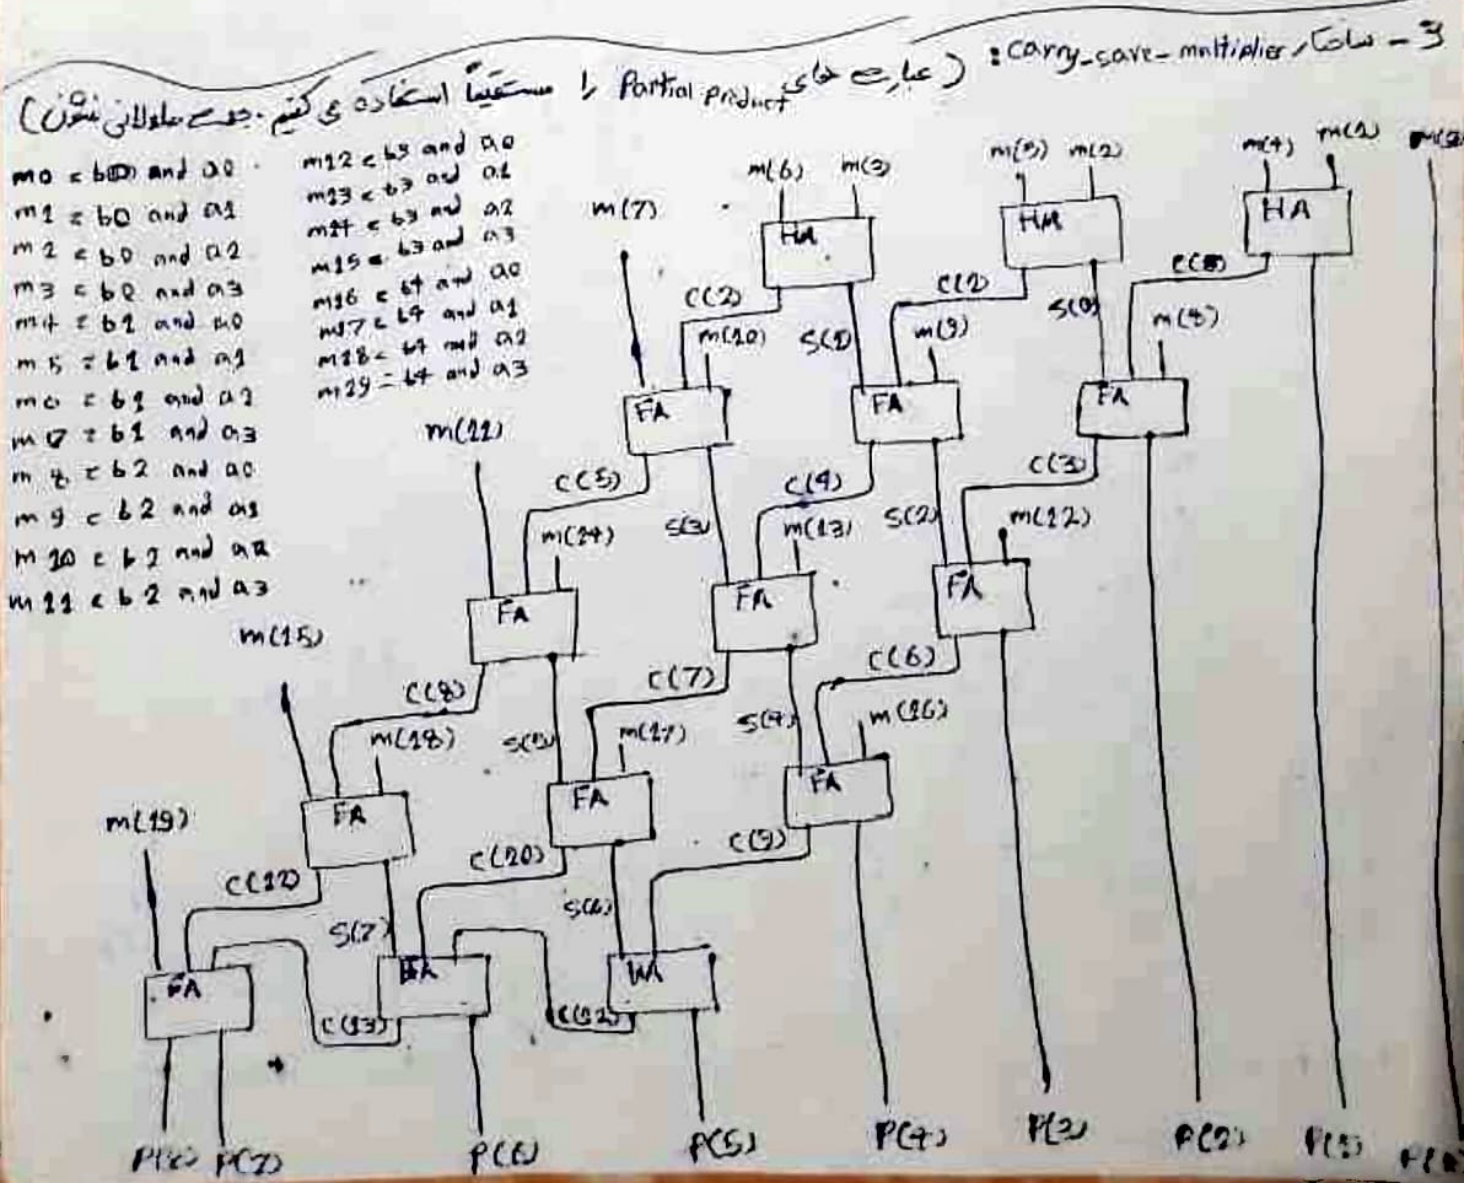 3 - ساختار carry_save_multiplier : (عبارت های Partial product را مستقیماً استفاده می کنیم.
m0 = b0 and a0
m1 = b0 and a1
m2 = b0 and a2
m3 = b0 and a3
m4 = b1 and a0
m5 = b1 and a1
m6 = b1 and a2
m7 = b1 and a3
m8 = b2 and a0
m9 = b2 and a1
m10 = b2 and a2
m11 = b2 and a3
m12 = b3 and a0
m13 = b3 and a1
m14 = b3 and a2
m15 = b3 and a3
m16 = b4 and a0
m17 = b4 and a1
m18 = b4 and a2
m19 = b4 and a3
m(6) m(3) m(5) m(2) m(4) m(1)
m(7) HA HA HA
C(2) C(1)
m(10) S(1) m(9) S(0) m(8)
FA FA FA
m(11)
C(5) C(4) C(3)
m(14) S(3) m(13) S(2) m(12)
FA FA FA
m(15)
C(8) C(7) C(6)
m(18) S(5) m(17) S(4) m(16)
FA FA FA
m(19)
C(11) C(10) C(9)
S(7) S(6)
FA FA HA
C(13) C(12)
P(8) P(7) P(6) P(5) P(4) P(3) P(2) P(1)